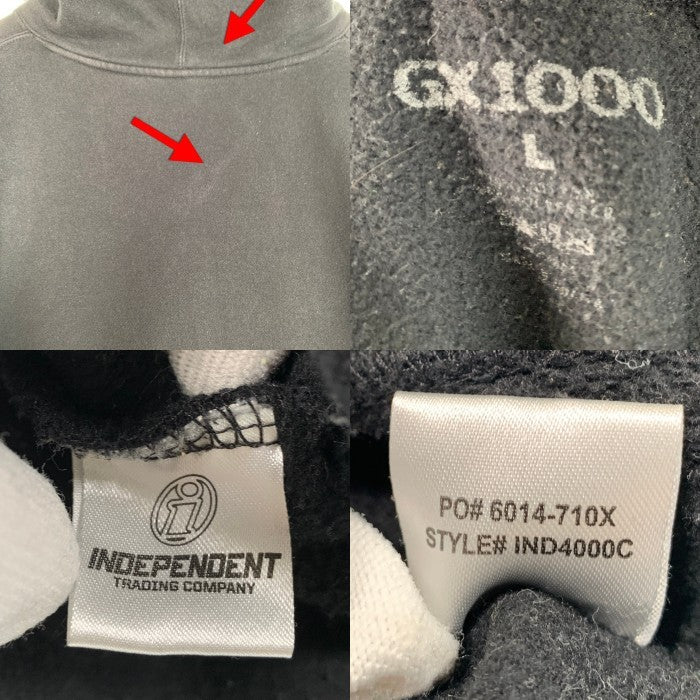 GX1000
L
INDEPENDENT
TRADING COMPANY
PO# 6014-710X
STYLE# IND4000C